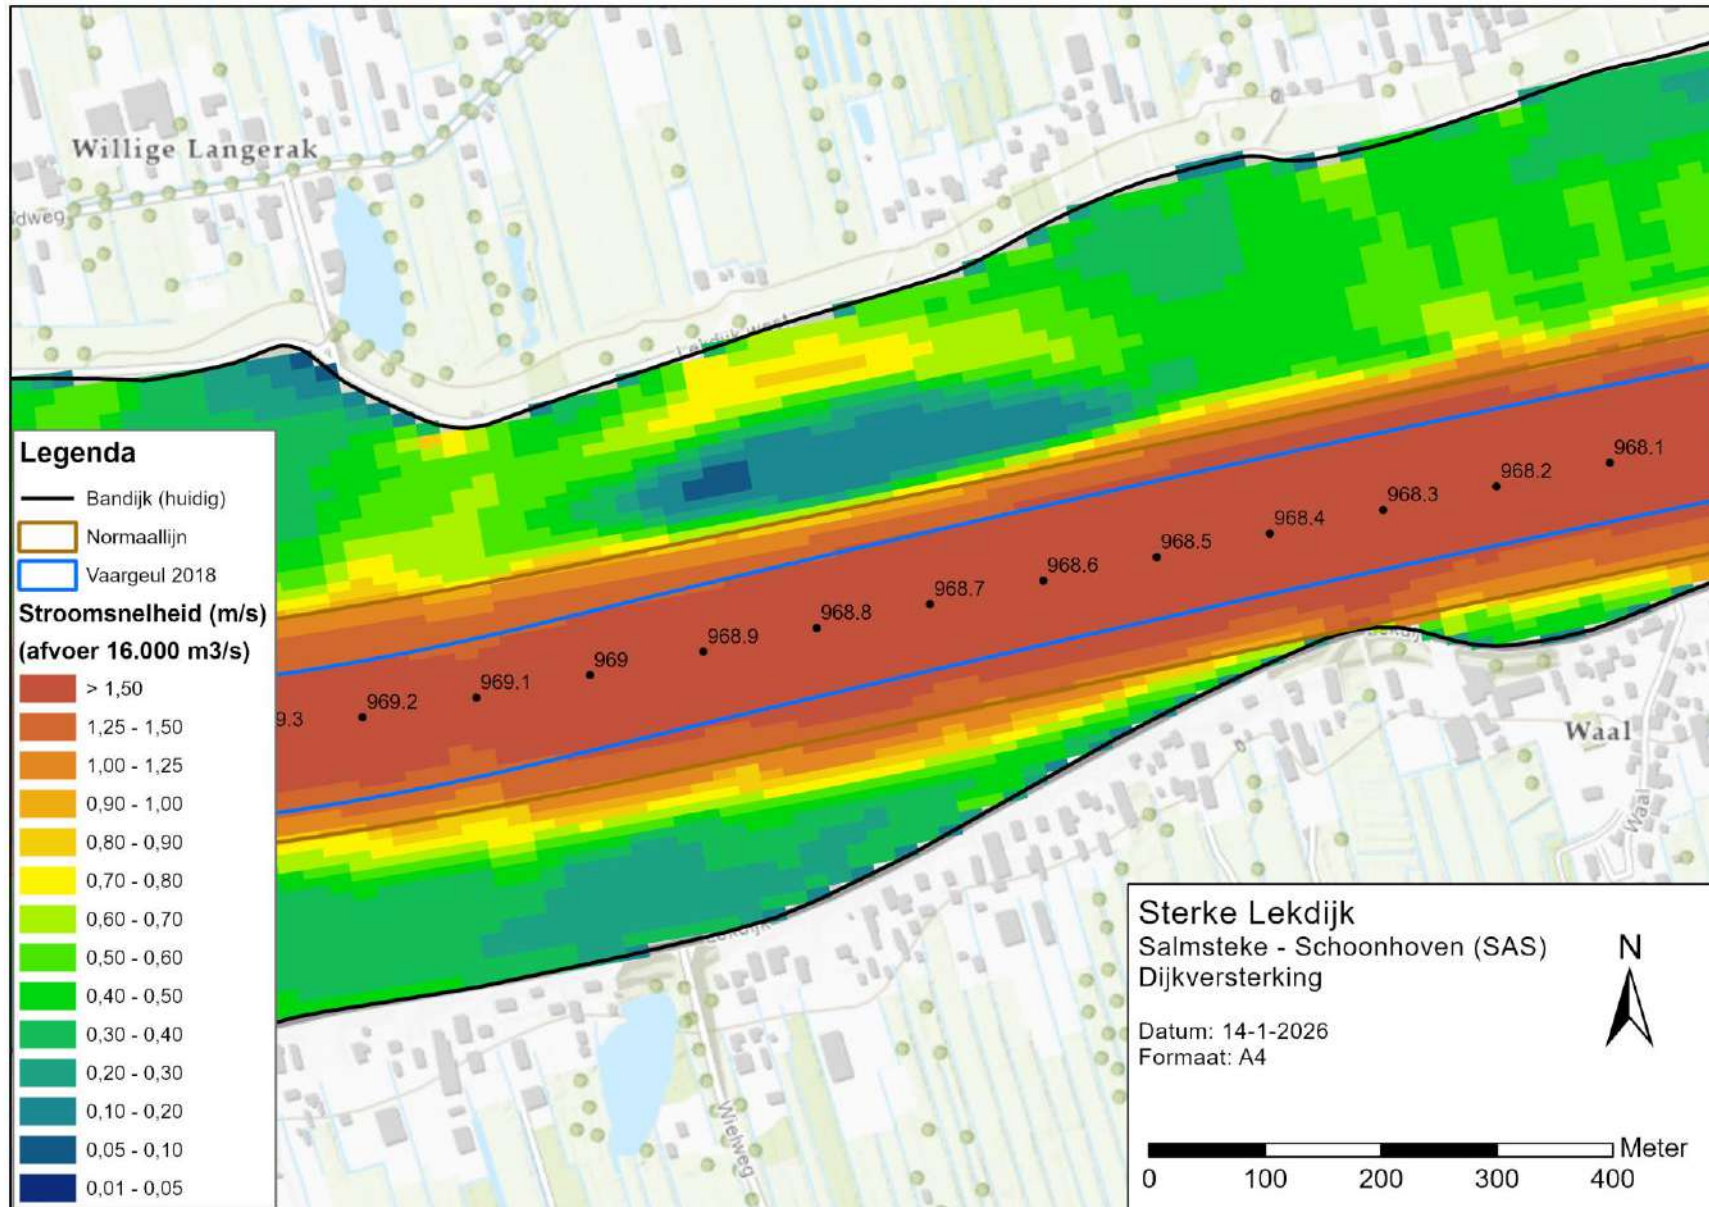 Willige Langerak
dweg
Lekdijk West
968.1
968.2
968.3
968.4
968.5
968.6
968.7
968.8
968.9
969
969.1
969.2
9.3
Lekdijk
Waal
Waal
Lekdijk
Wielweg
Legenda
Bandijk (huidig)
Normaallijn
Vaargeul 2018
Stroomsnelheid (m/s)
(afvoer 16.000 m3/s)
> 1,50
1,25 - 1,50
1,00 - 1,25
0,90 - 1,00
0,80 - 0,90
0,70 - 0,80
0,60 - 0,70
0,50 - 0,60
0,40 - 0,50
0,30 - 0,40
0,20 - 0,30
0,10 - 0,20
0,05 - 0,10
0,01 - 0,05
Sterke Lekdijk
Salmsteke - Schoonhoven (SAS)
Dijkversterking
Datum: 14-1-2026
Formaat: A4
N
Meter
0 100 200 300 400